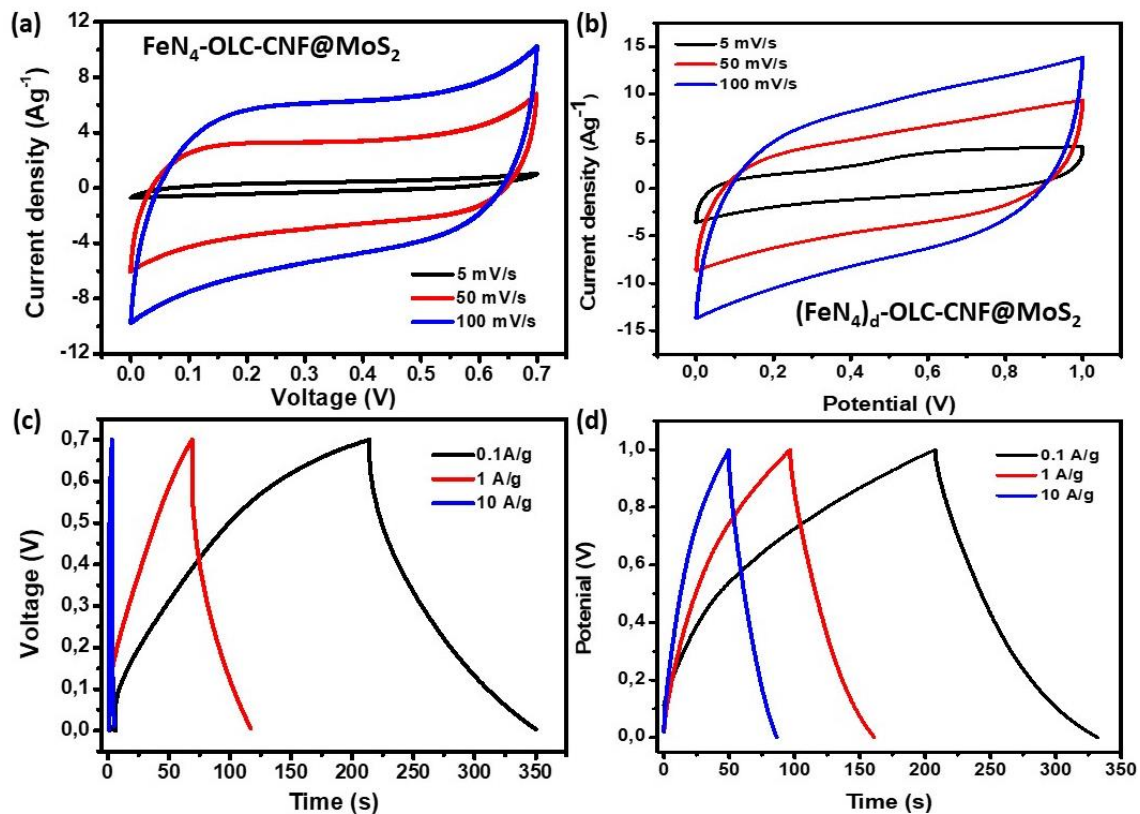 (a)
FeN₄-OLC-CNF@MoS₂
12
8
4
0
-4
-8
-12
Current density (Ag⁻¹)
5 mV/s
50 mV/s
100 mV/s
0.0 0.1 0.2 0.3 0.4 0.5 0.6 0.7
Voltage (V)
(b)
5 mV/s
50 mV/s
100 mV/s
15
10
5
0
-5
-10
-15
Current density (Ag⁻¹)
(FeN₄)d-OLC-CNF@MoS₂
0,0 0,2 0,4 0,6 0,8 1,0
Potential (V)
(c)
0,7
0,6
0,5
0,4
0,3
0,2
0,1
0,0
Voltage (V)
0.1A/g
1 A/g
10 A/g
0 50 100 150 200 250 300 350
Time (s)
(d)
1,0
0,8
0,6
0,4
0,2
0,0
Potenial (V)
0.1 A/g
1 A/g
10 A/g
0 50 100 150 200 250 300 350
Time (s)